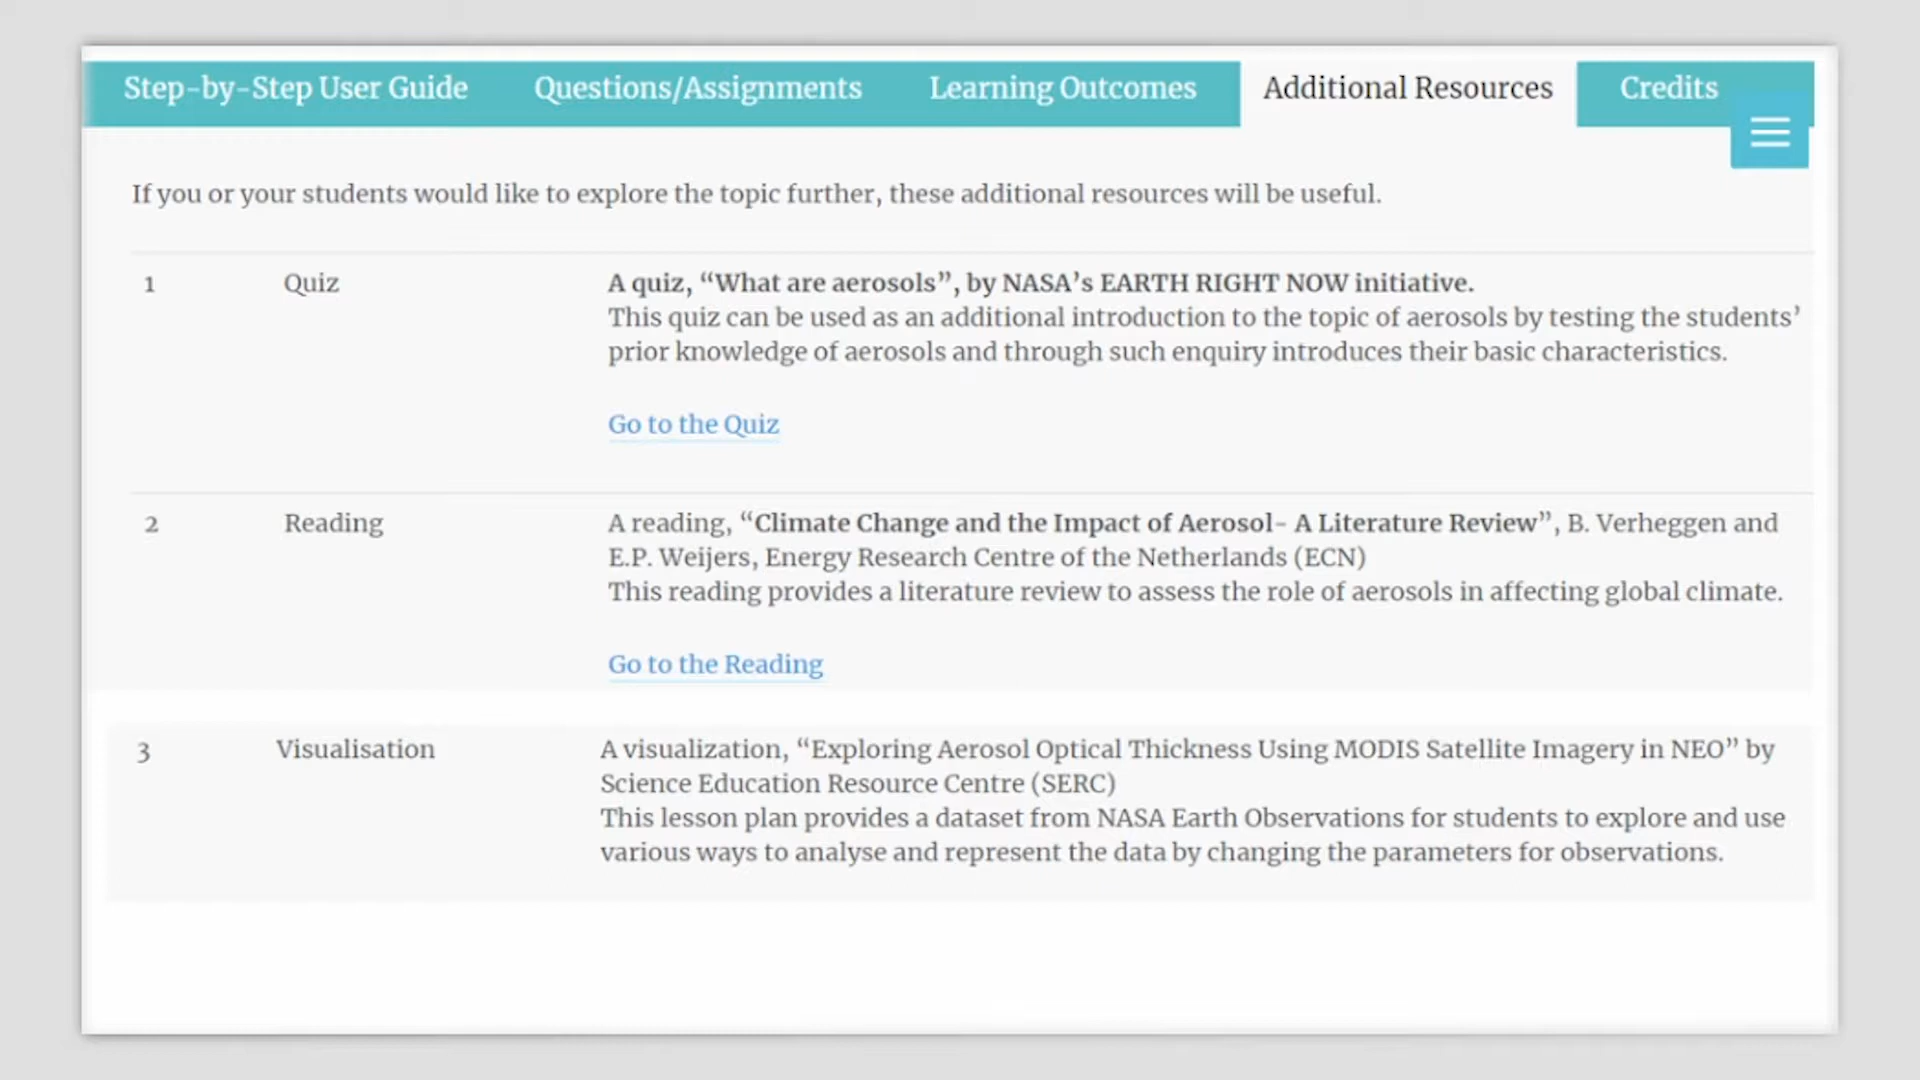 Step-by-Step User Guide Questions/Assignments Learning Outcomes Additional Resources Credits
If you or your students would like to explore the topic further, these additional resources will be useful.
1 Quiz A quiz, “What are aerosols”, by NASA’s EARTH RIGHT NOW initiative.
This quiz can be used as an additional introduction to the topic of aerosols by testing the students’
prior knowledge of aerosols and through such enquiry introduces their basic characteristics.
Go to the Quiz
2 Reading A reading, “Climate Change and the Impact of Aerosol- A Literature Review”, B. Verheggen and
E.P. Weijers, Energy Research Centre of the Netherlands (ECN)
This reading provides a literature review to assess the role of aerosols in affecting global climate.
Go to the Reading
3 Visualisation A visualization, “Exploring Aerosol Optical Thickness Using MODIS Satellite Imagery in NEO” by
Science Education Resource Centre (SERC)
This lesson plan provides a dataset from NASA Earth Observations for students to explore and use
various ways to analyse and represent the data by changing the parameters for observations.